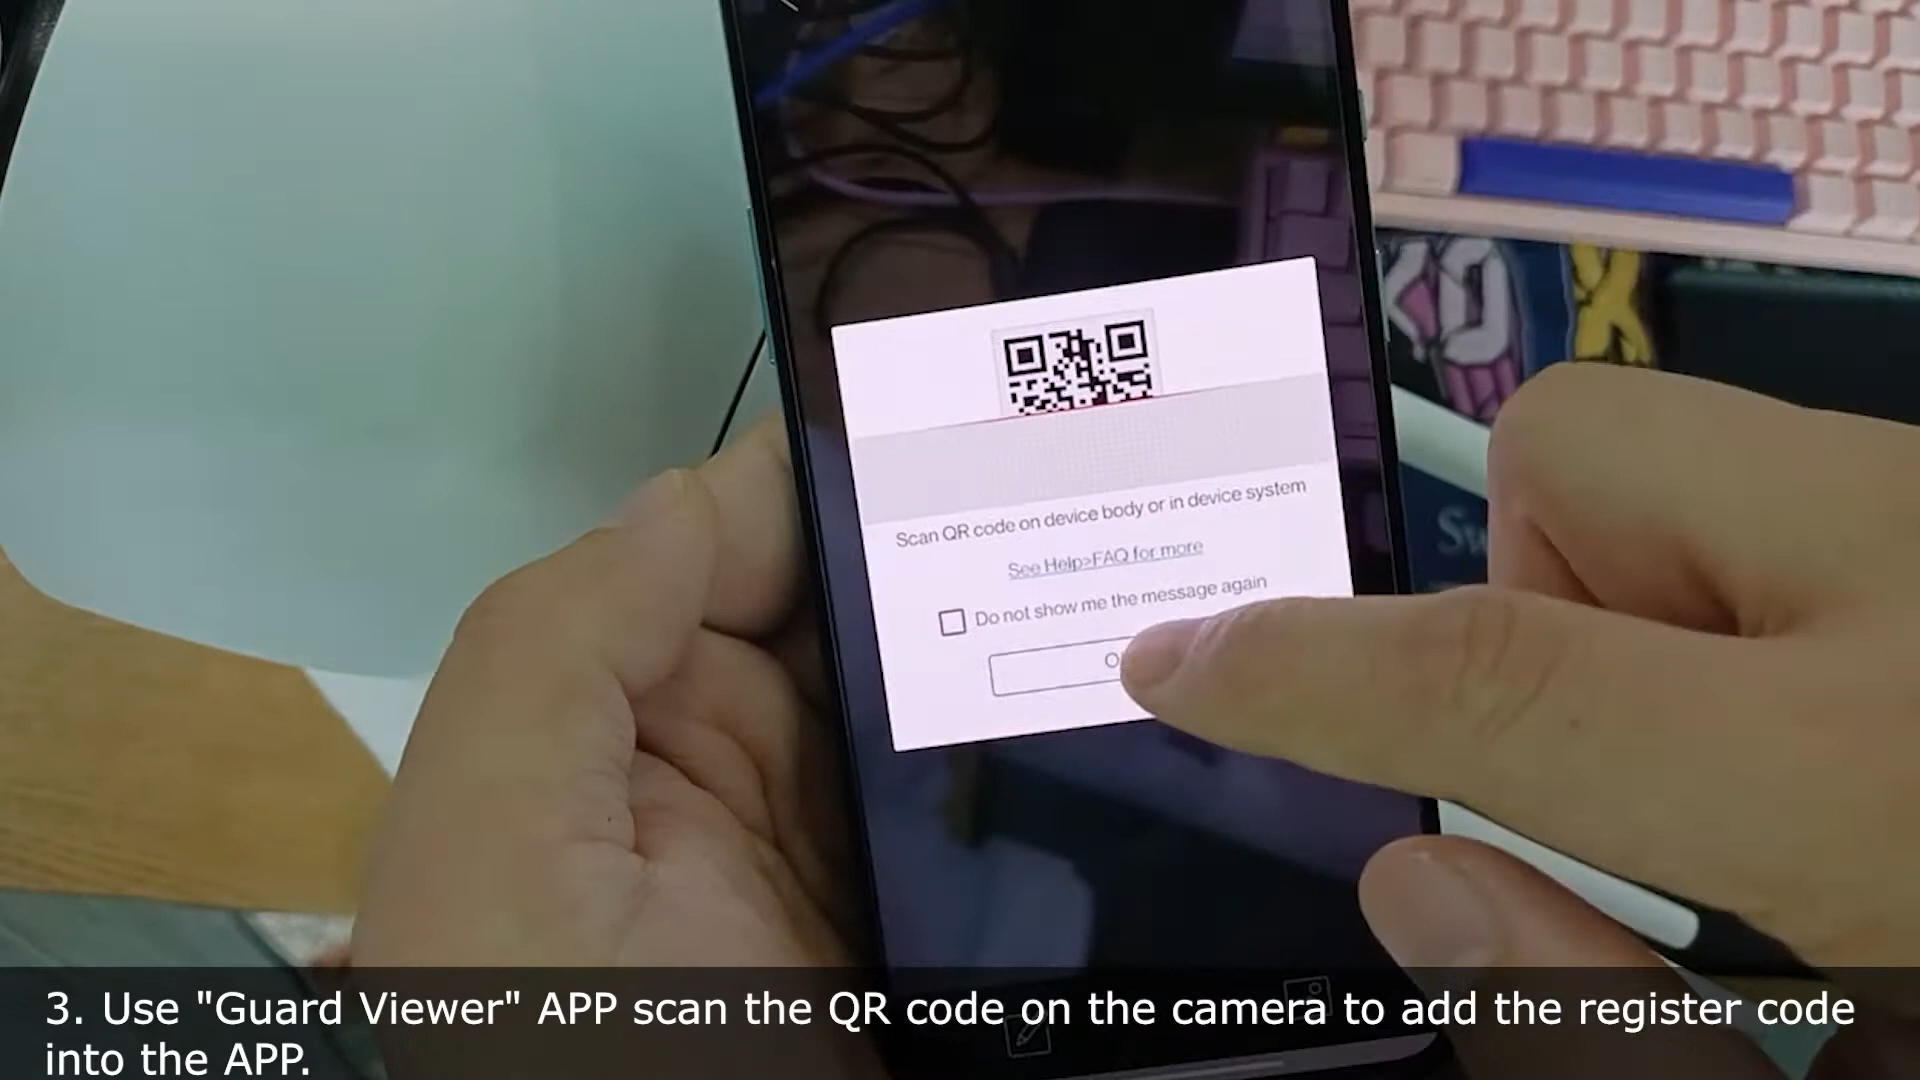 Scan QR code on device body or in device system
See Help>FAQ for more
Do not show me the message again
3. Use "Guard Viewer" APP scan the QR code on the camera to add the register code
into the APP.